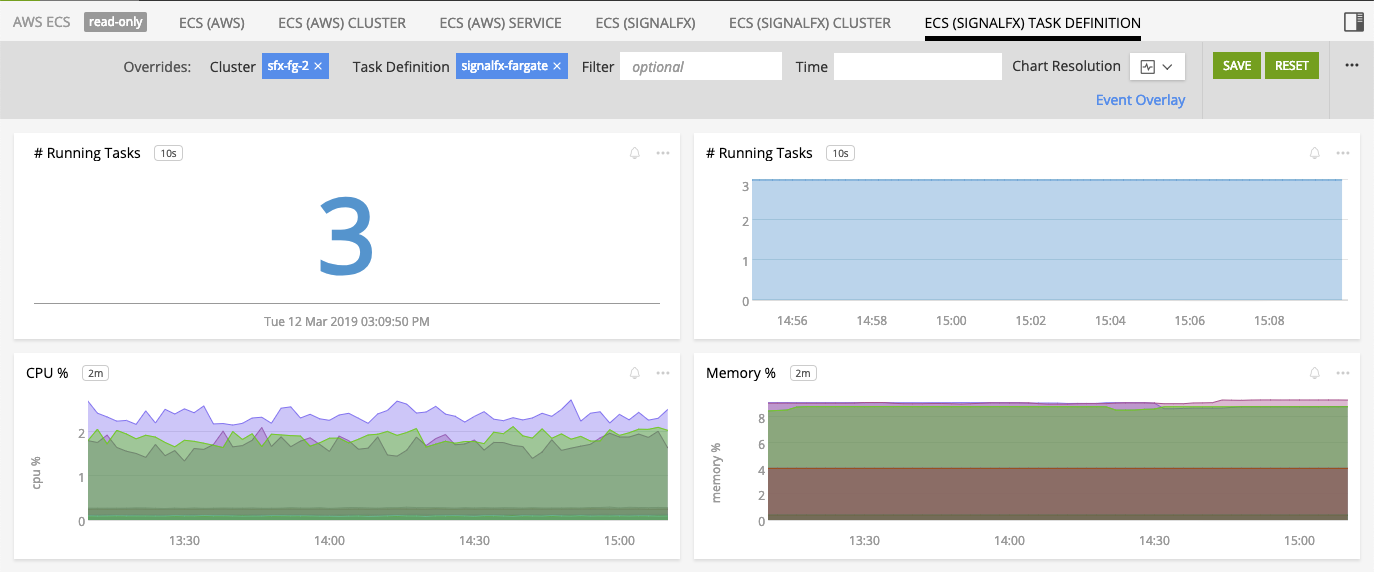 AWS ECS read-only ECS (AWS) ECS (AWS) CLUSTER ECS (AWS) SERVICE ECS (SIGNALFX) ECS (SIGNALFX) CLUSTER ECS (SIGNALFX) TASK DEFINITION
Overrides: Cluster sfx-fg-2 × Task Definition signalfx-fargate × Filter optional Time Chart Resolution SAVE RESET ...
Event Overlay
# Running Tasks 10s ...
3
Tue 12 Mar 2019 03:09:50 PM
# Running Tasks 10s ...
3
2
1
0
14:56 14:58 15:00 15:02 15:04 15:06 15:08
CPU % 2m ...
cpu %
2
1
0
13:30 14:00 14:30 15:00
Memory % 2m ...
memory %
8
6
4
2
0
13:30 14:00 14:30 15:00